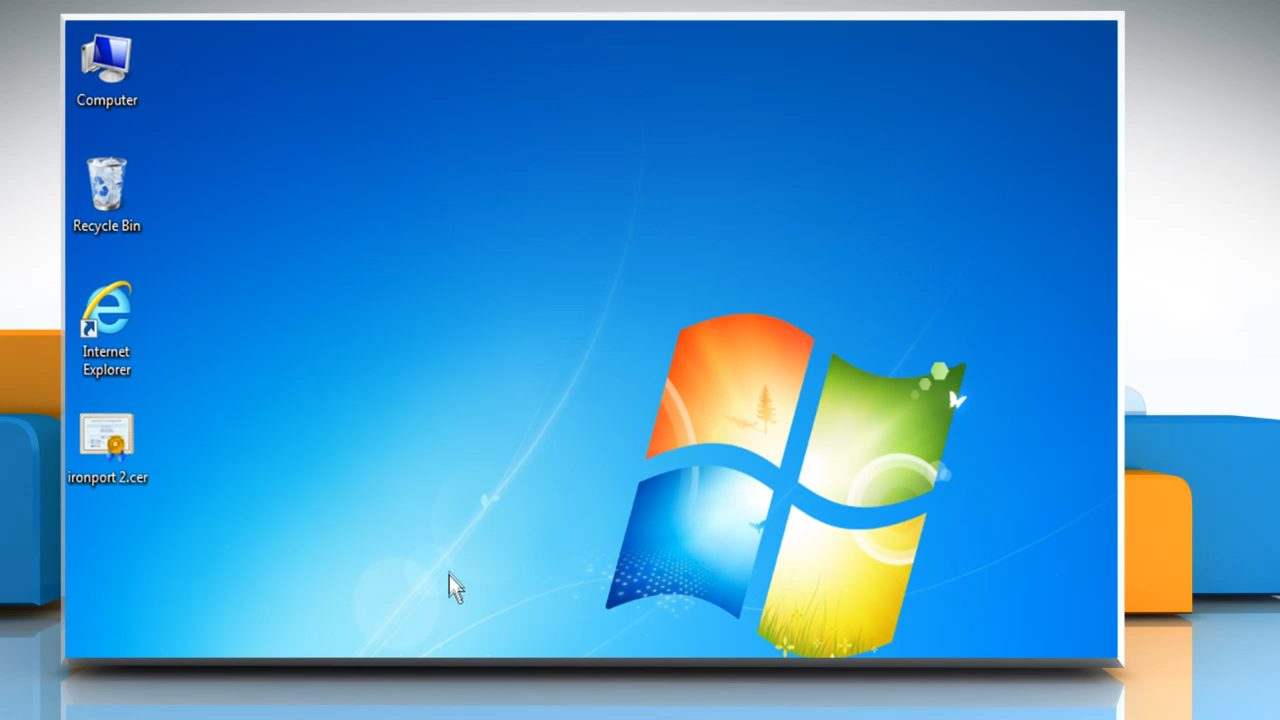 Computer
Recycle Bin
Internet
Explorer
ironport 2.cer